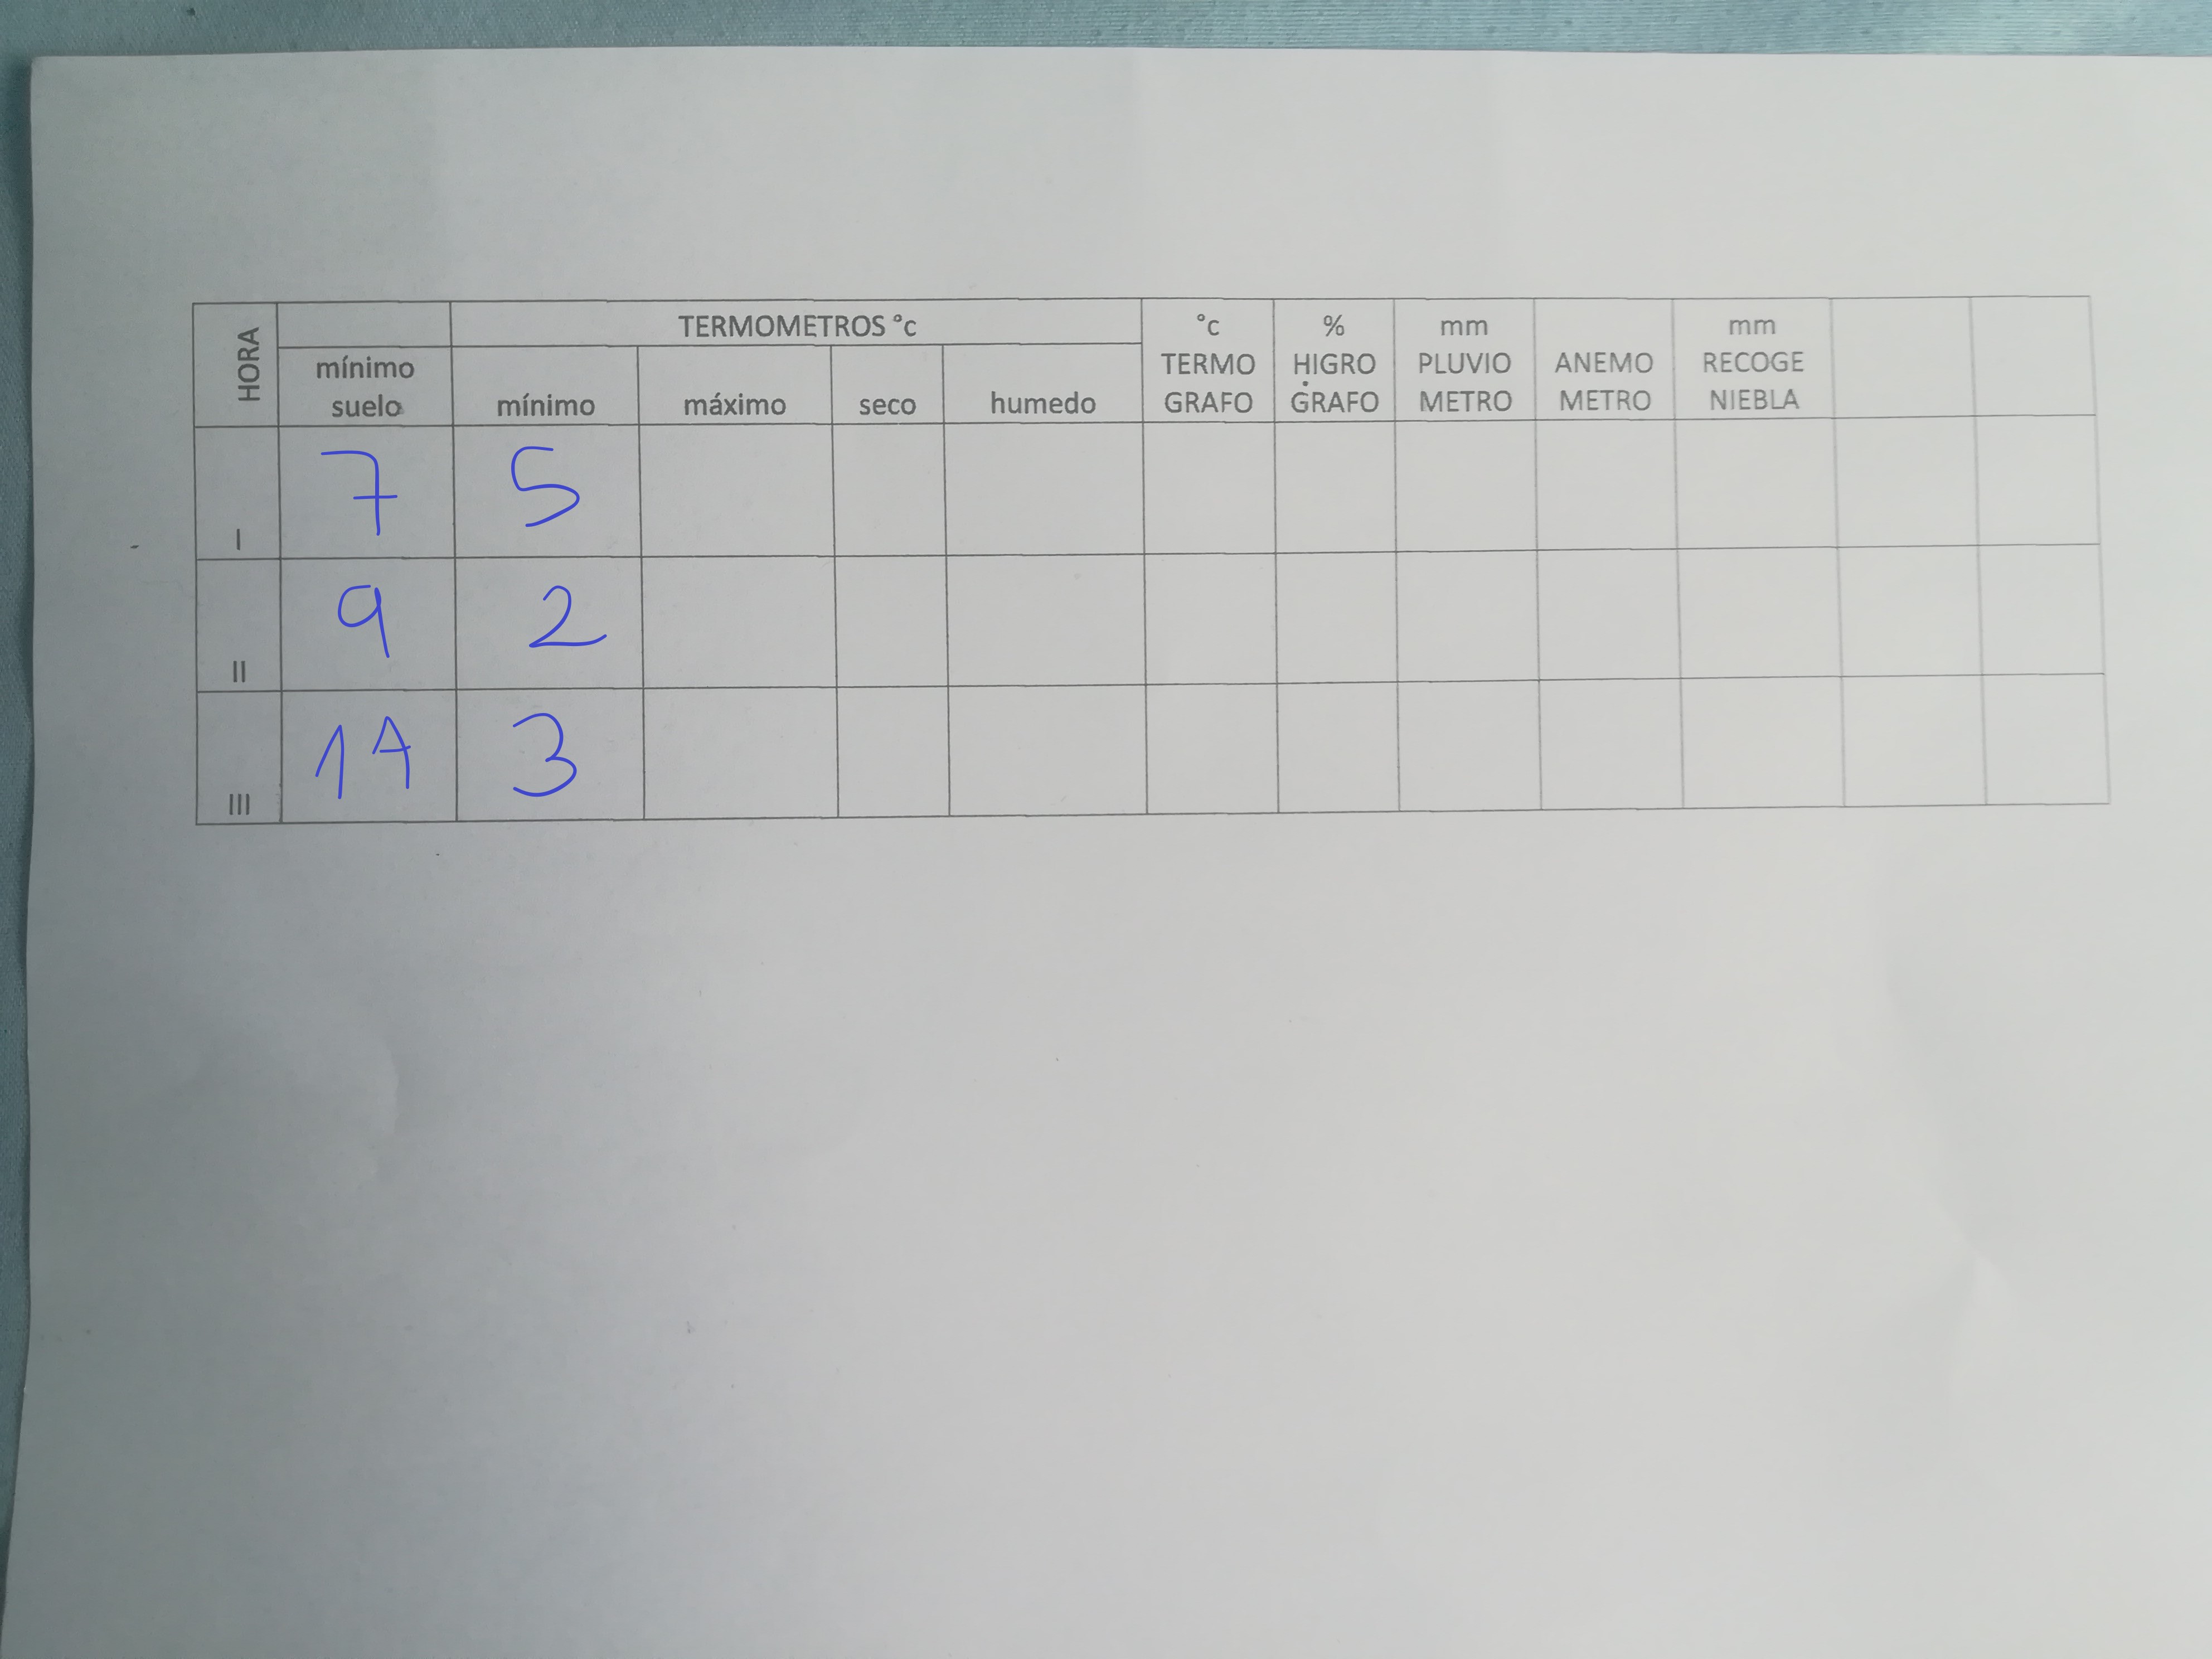 HORA
TERMOMETROS °c
mínimo
suelo
mínimo
máximo
seco
humedo
°c
TERMO
GRAFO
%
HIGRO
GRAFO
mm
PLUVIO
METRO
ANEMO
METRO
mm
RECOGE
NIEBLA
I 7 5
II 9 2
III 14 3